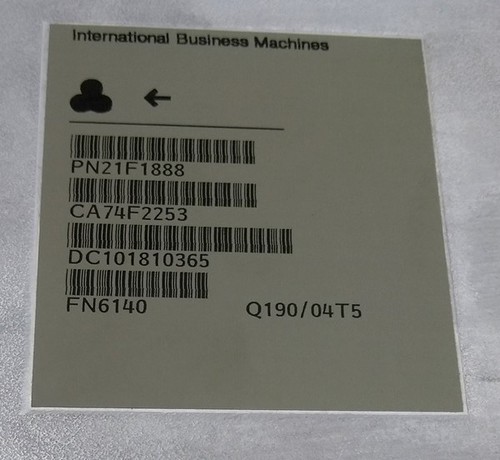 International Business Machines
PN21F1888
CA74F2253
DC101810365
FN6140
Q190/04T5